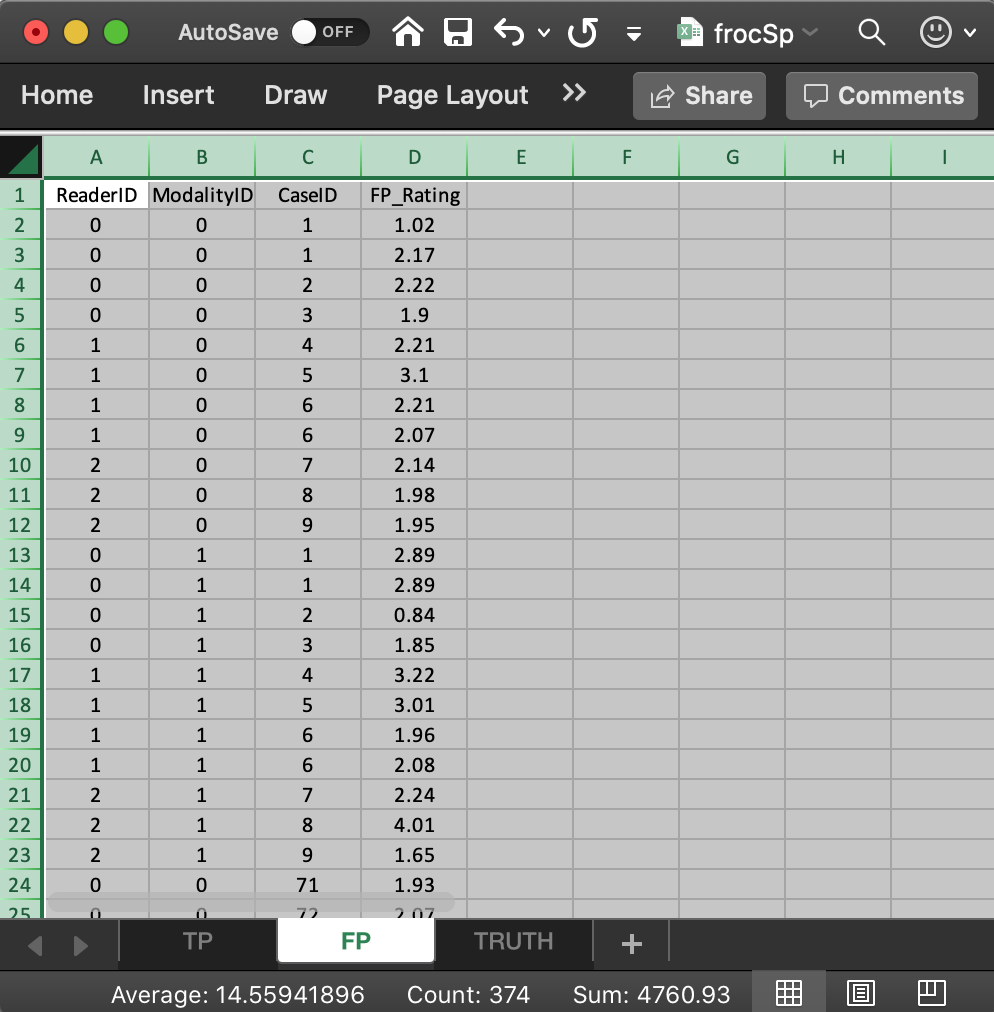 AutoSave OFF frocSp
Home Insert Draw Page Layout >> Share Comments
A B C D E F G H I
1 ReaderID ModalityID CaseID FP_Rating
2 0 0 1 1.02
3 0 0 1 2.17
4 0 0 2 2.22
5 0 0 3 1.9
6 1 0 4 2.21
7 1 0 5 3.1
8 1 0 6 2.21
9 1 0 6 2.07
10 2 0 7 2.14
11 2 0 8 1.98
12 2 0 9 1.95
13 0 1 1 2.89
14 0 1 1 2.89
15 0 1 2 0.84
16 0 1 3 1.85
17 1 1 4 3.22
18 1 1 5 3.01
19 1 1 6 1.96
20 1 1 6 2.08
21 2 1 7 2.24
22 2 1 8 4.01
23 2 1 9 1.65
24 0 0 71 1.93
25 0 0 72 2.07
TP FP TRUTH +
Average: 14.55941896 Count: 374 Sum: 4760.93